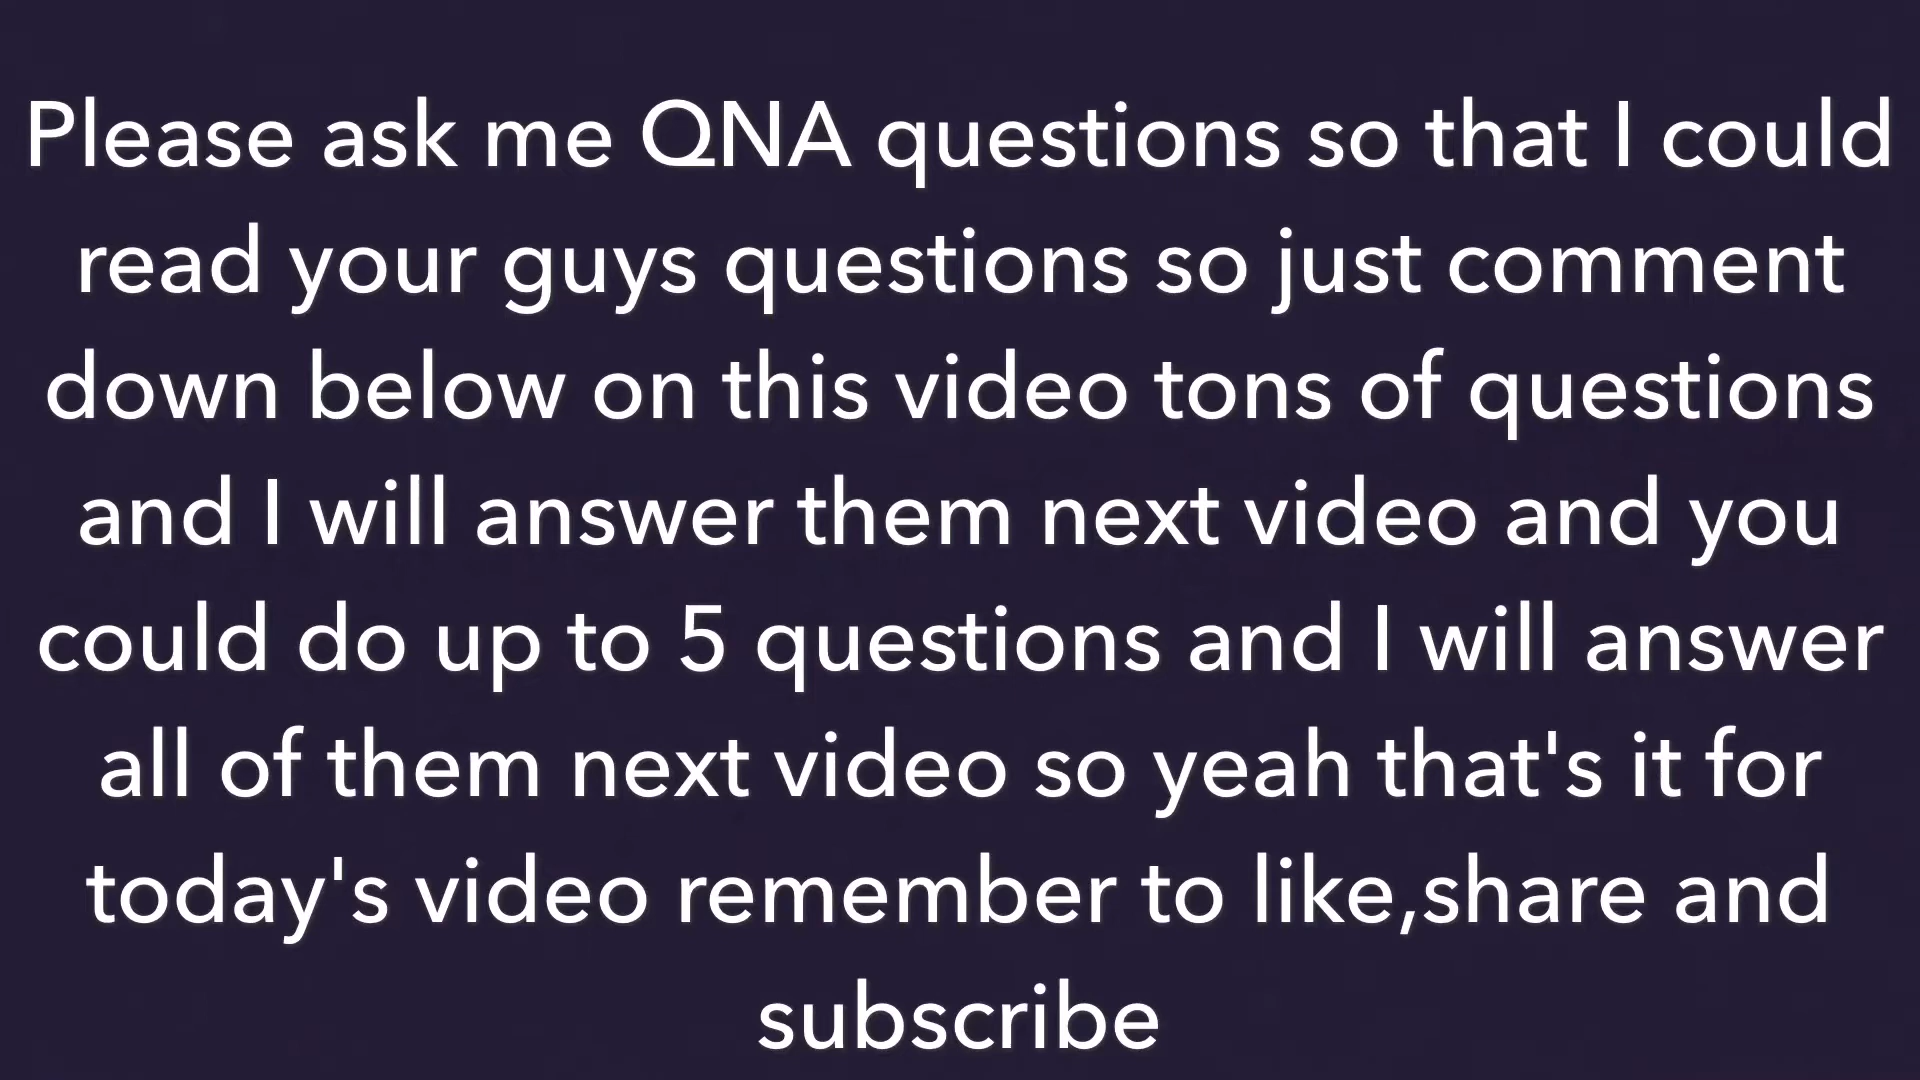 Please ask me QNA questions so that I could
read your guys questions so just comment
down below on this video tons of questions
and I will answer them next video and you
could do up to 5 questions and I will answer
all of them next video so yeah that's it for
today's video remember to like,share and
subscribe